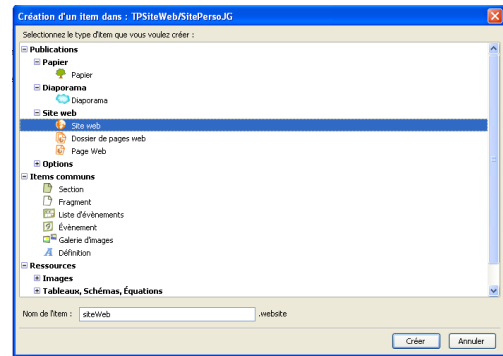 Création d'un item dans : TPSiteWeb/SitePersoJG
Selectionnez le type d'item que vous voulez créer :
Publications
Papier
Papier
Diaporama
Diaporama
Site web
Site web
Dossier de pages web
Page Web
Options
Items communs
Section
Fragment
Liste d'évènements
Évènement
Galerie d'images
Définition
Ressources
Images
Tableaux, Schémas, Équations
Nom de l'item : siteWeb .website
Créer Annuler